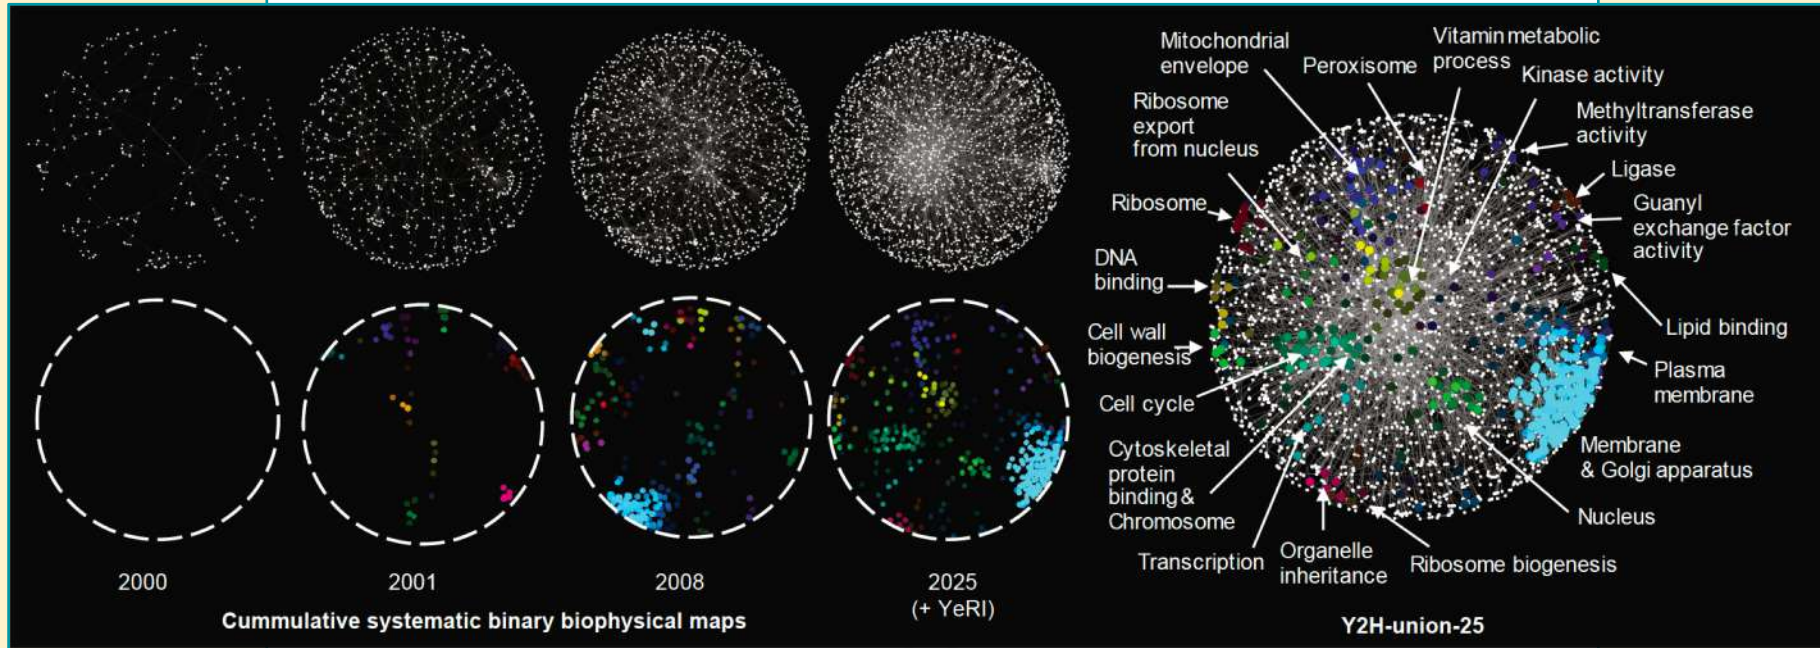 2000
2001
2008
2025
(+ YeRI)
Cummulative systematic binary biophysical maps
Mitochondrial
envelope
Peroxisome
Vitamin metabolic
process
Kinase activity
Ribosome
export
from nucleus
Methyltransferase
activity
Ligase
Ribosome
Guanyl
exchange factor
activity
DNA
binding
Lipid binding
Cell wall
biogenesis
Plasma
membrane
Cell cycle
Membrane
& Golgi apparatus
Cytoskeletal
protein
binding &
Chromosome
Nucleus
Transcription
Organelle
inheritance
Ribosome biogenesis
Y2H-union-25